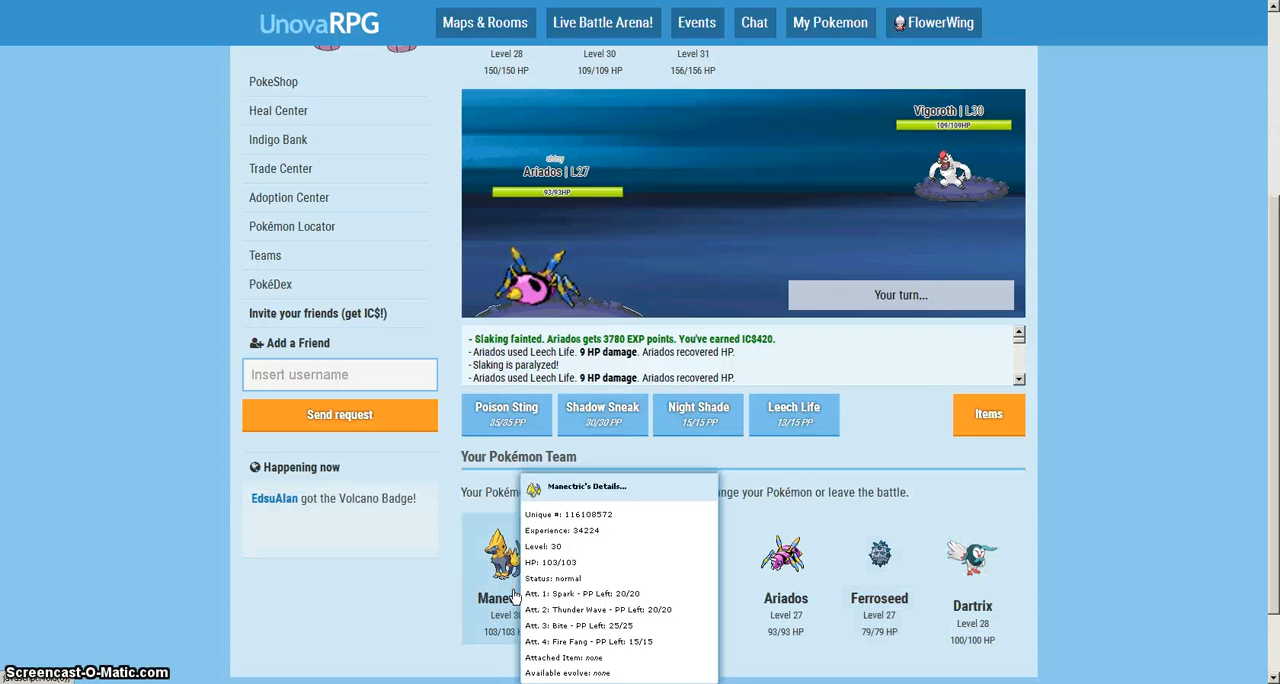 UnovaRPG
Maps & Rooms
Live Battle Arena!
Events
Chat
My Pokemon
FlowerWing
Level 28
Level 30
Level 31
150/150 HP
109/109 HP
156/156 HP
PokeShop
Heal Center
Indigo Bank
Trade Center
Adoption Center
Pokémon Locator
Teams
PokéDex
Invite your friends (get IC$!)
Add a Friend
Insert username
Send request
Happening now
EdsuAlan got the Volcano Badge!
Vigoroth | L30
109/109HP
shiny
Ariados | L27
93/93HP
Your turn...
- Slaking fainted. Ariados gets 3780 EXP points. You've earned IC$420.
- Ariados used Leech Life. 9 HP damage. Ariados recovered HP.
- Slaking is paralyzed!
- Ariados used Leech Life. 9 HP damage. Ariados recovered HP.
Poison Sting
35/35 PP
Shadow Sneak
30/30 PP
Night Shade
15/15 PP
Leech Life
13/15 PP
Items
Your Pokémon Team
Your Pokém
nge your Pokémon or leave the battle.
Manectric's Details...
Unique #: 116108572
Experience: 34224
Level: 30
HP: 103/103
Status: normal
Att. 1: Spark - PP Left: 20/20
Att. 2: Thunder Wave - PP Left: 20/20
Att. 3: Bite - PP Left: 25/25
Att. 4: Fire Fang - PP Left: 15/15
Attached Item: none
Available evolve: none
Mane
Level 3
103/103 H
Ariados
Level 27
93/93 HP
Ferroseed
Level 27
79/79 HP
Dartrix
Level 28
100/100 HP
Screencast-O-Matic.com